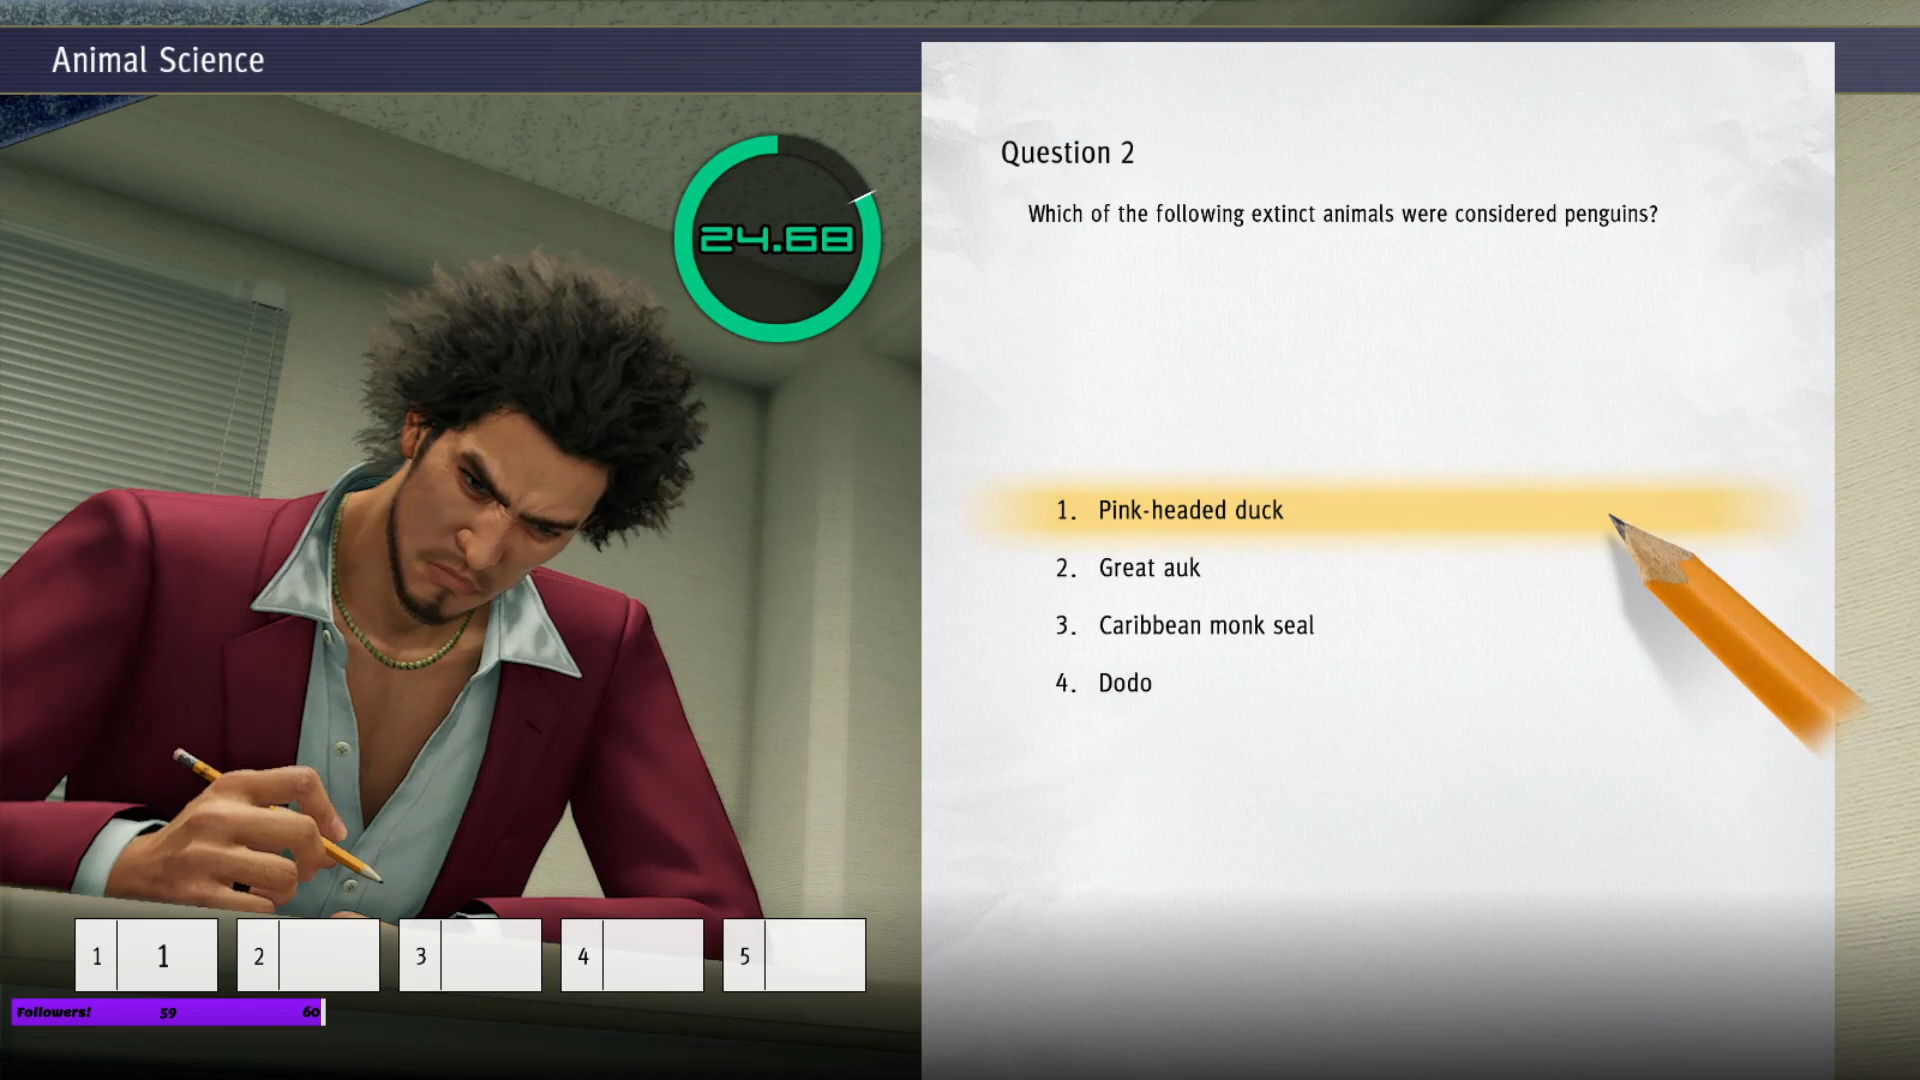 Animal Science
24.68
Question 2
Which of the following extinct animals were considered penguins?
1. Pink-headed duck
2. Great auk
3. Caribbean monk seal
4. Dodo
1 1 2 3 4 5
Followers! 59 60